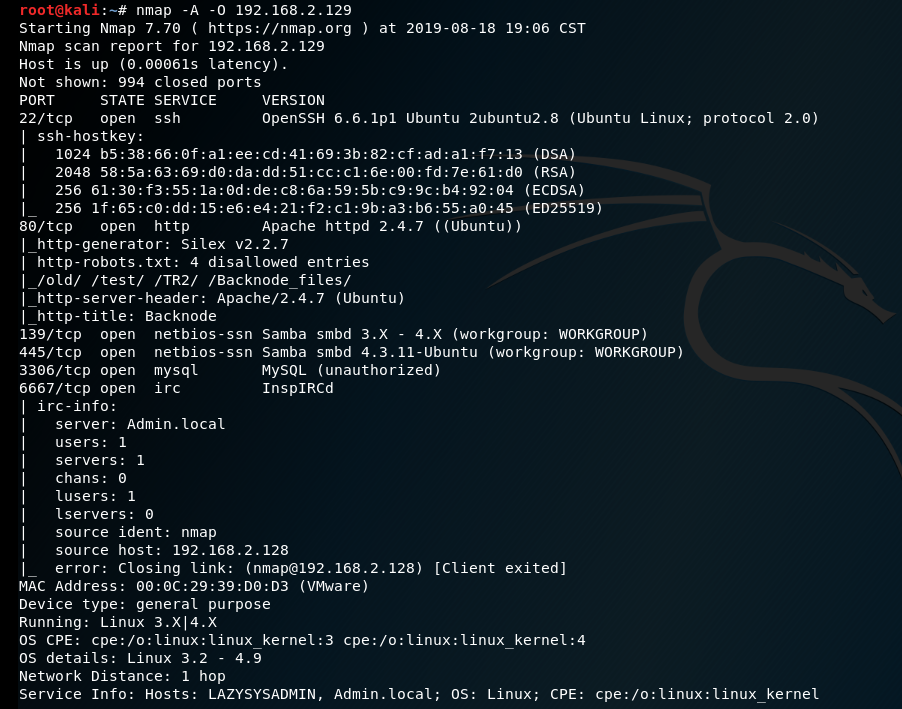 root@kali:~# nmap -A -O 192.168.2.129
Starting Nmap 7.70 ( https://nmap.org ) at 2019-08-18 19:06 CST
Nmap scan report for 192.168.2.129
Host is up (0.00061s latency).
Not shown: 994 closed ports
PORT     STATE SERVICE     VERSION
22/tcp   open  ssh         OpenSSH 6.6.1p1 Ubuntu 2ubuntu2.8 (Ubuntu Linux; protocol 2.0)
| ssh-hostkey:
|   1024 b5:38:66:0f:a1:ee:cd:41:69:3b:82:cf:ad:a1:f7:13 (DSA)
|   2048 58:5a:63:69:d0:da:dd:51:cc:c1:6e:00:fd:7e:61:d0 (RSA)
|   256 61:30:f3:55:1a:0d:de:c8:6a:59:5b:c9:9c:b4:92:04 (ECDSA)
|_  256 1f:65:c0:dd:15:e6:e4:21:f2:c1:9b:a3:b6:55:a0:45 (ED25519)
80/tcp   open  http        Apache httpd 2.4.7 ((Ubuntu))
|_http-generator: Silex v2.2.7
| http-robots.txt: 4 disallowed entries
|_/old/ /test/ /TR2/ /Backnode_files/
|_http-server-header: Apache/2.4.7 (Ubuntu)
|_http-title: Backnode
139/tcp  open  netbios-ssn Samba smbd 3.X - 4.X (workgroup: WORKGROUP)
445/tcp  open  netbios-ssn Samba smbd 4.3.11-Ubuntu (workgroup: WORKGROUP)
3306/tcp open  mysql       MySQL (unauthorized)
6667/tcp open  irc         InspIRCd
| irc-info:
|   server: Admin.local
|   users: 1
|   servers: 1
|   chans: 0
|   lusers: 1
|   lservers: 0
|   source ident: nmap
|   source host: 192.168.2.128
|_  error: Closing link: (nmap@192.168.2.128) [Client exited]
MAC Address: 00:0C:29:39:D0:D3 (VMware)
Device type: general purpose
Running: Linux 3.X|4.X
OS CPE: cpe:/o:linux:linux_kernel:3 cpe:/o:linux:linux_kernel:4
OS details: Linux 3.2 - 4.9
Network Distance: 1 hop
Service Info: Hosts: LAZYSYSADMIN, Admin.local; OS: Linux; CPE: cpe:/o:linux:linux_kernel